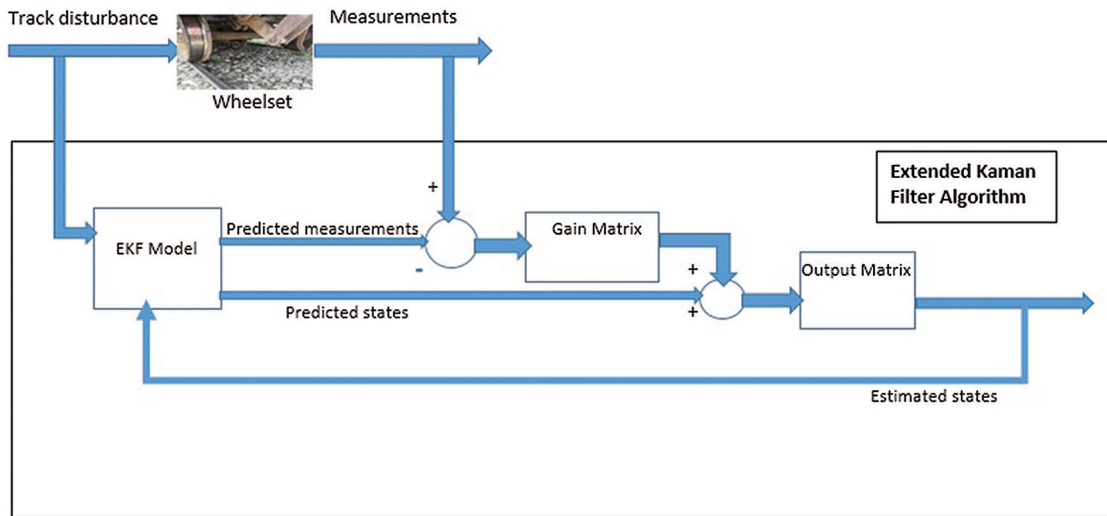 Track disturbance
Measurements
Wheelset
Extended Kaman
Filter Algorithm
+
Predicted measurements
Gain Matrix
EKF Model
-
+
Output Matrix
Predicted states
+
Estimated states